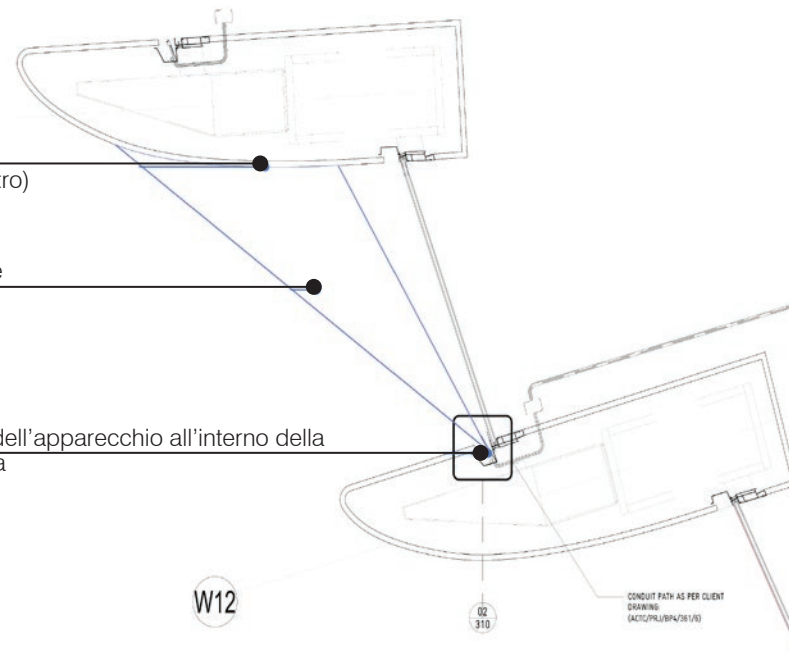 tro)
e
dell'apparecchio all'interno della
a
W12
02
310
CONDUIT PATH AS PER CLIENT
DRAWING:
(ACTC/PRJ/BP4/361/6)